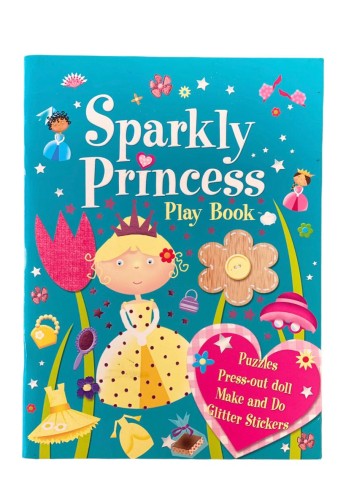 Sparkly
Princess
Play Book
Puzzles
Press-out doll
Make and Do
Glitter Stickers